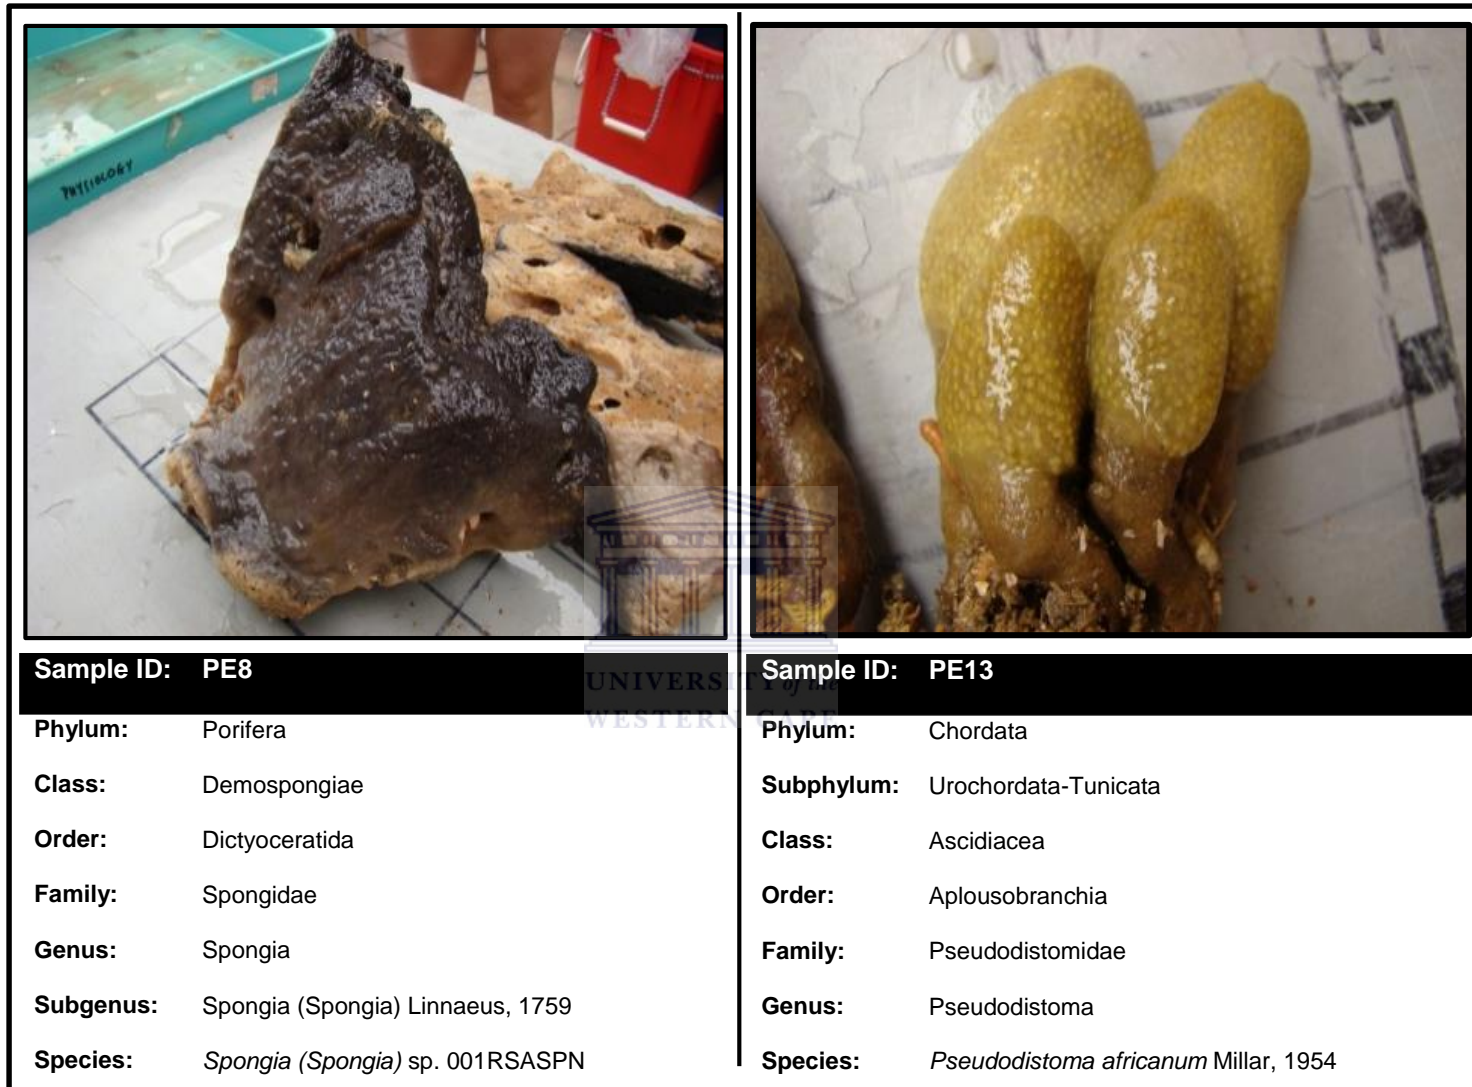 PHYSIOLOGY
Sample ID: PE8
Phylum: Porifera
Class: Demospongiae
Order: Dictyoceratida
Family: Spongidae
Genus: Spongia
Subgenus: Spongia (Spongia) Linnaeus, 1759
Species: Spongia (Spongia) sp. 001RSASPN
Sample ID: PE13
Phylum: Chordata
Subphylum: Urochordata-Tunicata
Class: Ascidiacea
Order: Aplousobranchia
Family: Pseudodistomidae
Genus: Pseudodistoma
Species: Pseudodistoma africanum Millar, 1954
UNIVERSITY of the
WESTERN CAPE